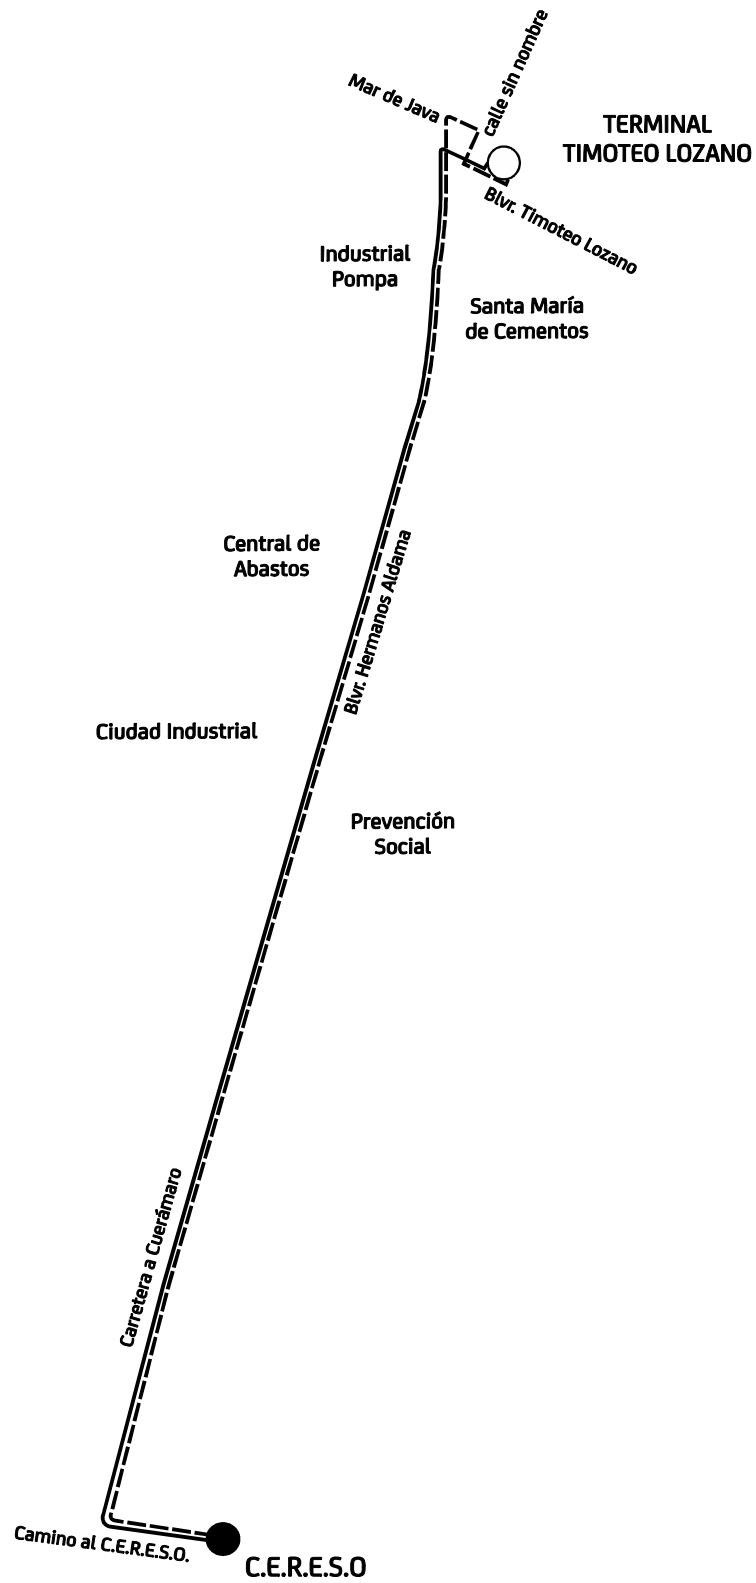 calle sin nombre
Mar de Java
TERMINAL
TIMOTEO LOZANO
Blvr. Timoteo Lozano
Industrial
Pompa
Santa María
de Cementos
Central de
Abastos
Blvr. Hermanos Aldama
Ciudad Industrial
Prevención
Social
Carretera a Cuerámaro
Camino al C.E.R.E.S.O.
C.E.R.E.S.O